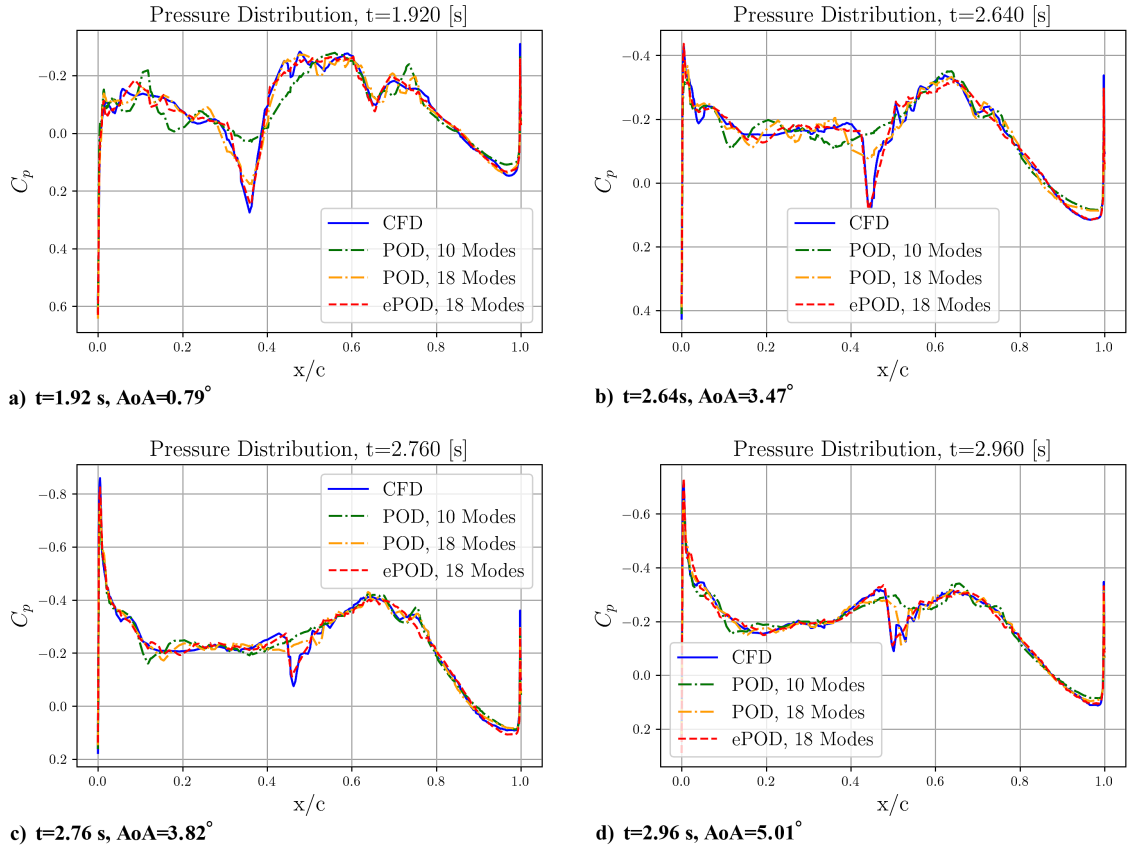 Pressure Distribution, t=1.920 [s]
−0.2
0.0
0.2
0.4
0.6
C_p
CFD
POD, 10 Modes
POD, 18 Modes
ePOD, 18 Modes
0.0 0.2 0.4 0.6 0.8 1.0
x/c
a) t=1.92 s, AoA=0.79°
Pressure Distribution, t=2.640 [s]
−0.4
−0.2
0.0
0.2
0.4
C_p
CFD
POD, 10 Modes
POD, 18 Modes
ePOD, 18 Modes
0.0 0.2 0.4 0.6 0.8 1.0
x/c
b) t=2.64s, AoA=3.47°
Pressure Distribution, t=2.760 [s]
−0.8
−0.6
−0.4
−0.2
0.0
0.2
C_p
CFD
POD, 10 Modes
POD, 18 Modes
ePOD, 18 Modes
0.0 0.2 0.4 0.6 0.8 1.0
x/c
c) t=2.76 s, AoA=3.82°
Pressure Distribution, t=2.960 [s]
−0.6
−0.4
−0.2
0.0
0.2
C_p
CFD
POD, 10 Modes
POD, 18 Modes
ePOD, 18 Modes
0.0 0.2 0.4 0.6 0.8 1.0
x/c
d) t=2.96 s, AoA=5.01°